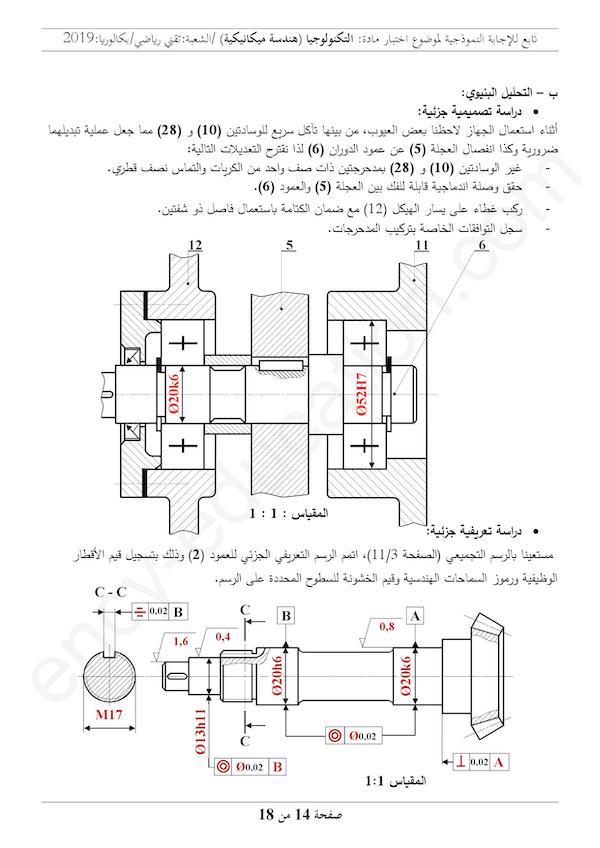 تابع للإجابة النموذجية لموضوع اختبار مادة: التكنولوجيا (هندسة ميكانيكية) /الشعبة:تقني رياضي/بكالوريا:2019
ب – التحليل البنيوي:
• دراسة تصميمية جزئية:
أثناء استعمال الجهاز لاحظنا بعض العيوب، من بينها تآكل سريع للوسادتين (10) و (28) مما جعل عملية تبديلهما
ضرورية وكذا انفصال العجلة (5) عن عمود الدوران (6) لذا نقترح التعديلات التالية:
- غير الوسادتين (10) و (28) بمدحرجتين ذات صف واحد من الكريات والتماس نصف قطري.
- حقق وصلة اندماجية قابلة للفك بين العجلة (5) والعمود (6).
- ركب غطاء على يسار الهيكل (12) مع ضمان الكتامة باستعمال فاصل ذو شفتين.
- سجل التوافقات الخاصة بتركيب المدحرجات.
12 5 11 6
Ø20k6
Ø52H7
المقياس : 1 : 1
• دراسة تعريفية جزئية:
مستعينا بالرسم التجميعي (الصفحة 11/3)، اتمم الرسم التعريفي الجزئي للعمود (2) وذلك بتسجيل قيم الأقطار
الوظيفية ورموز السماحات الهندسية وقيم الخشونة للسطوح المحددة على الرسم.
C - C
0.02 B
C
B
A
1,6
0,4
0,8
Ø20h6
Ø20k6
M17
Ø13h11
C
Ø0.02
Ø0.02 B
0.02 A
المقياس 1:1
صفحة 14 من 18
ency-education.com